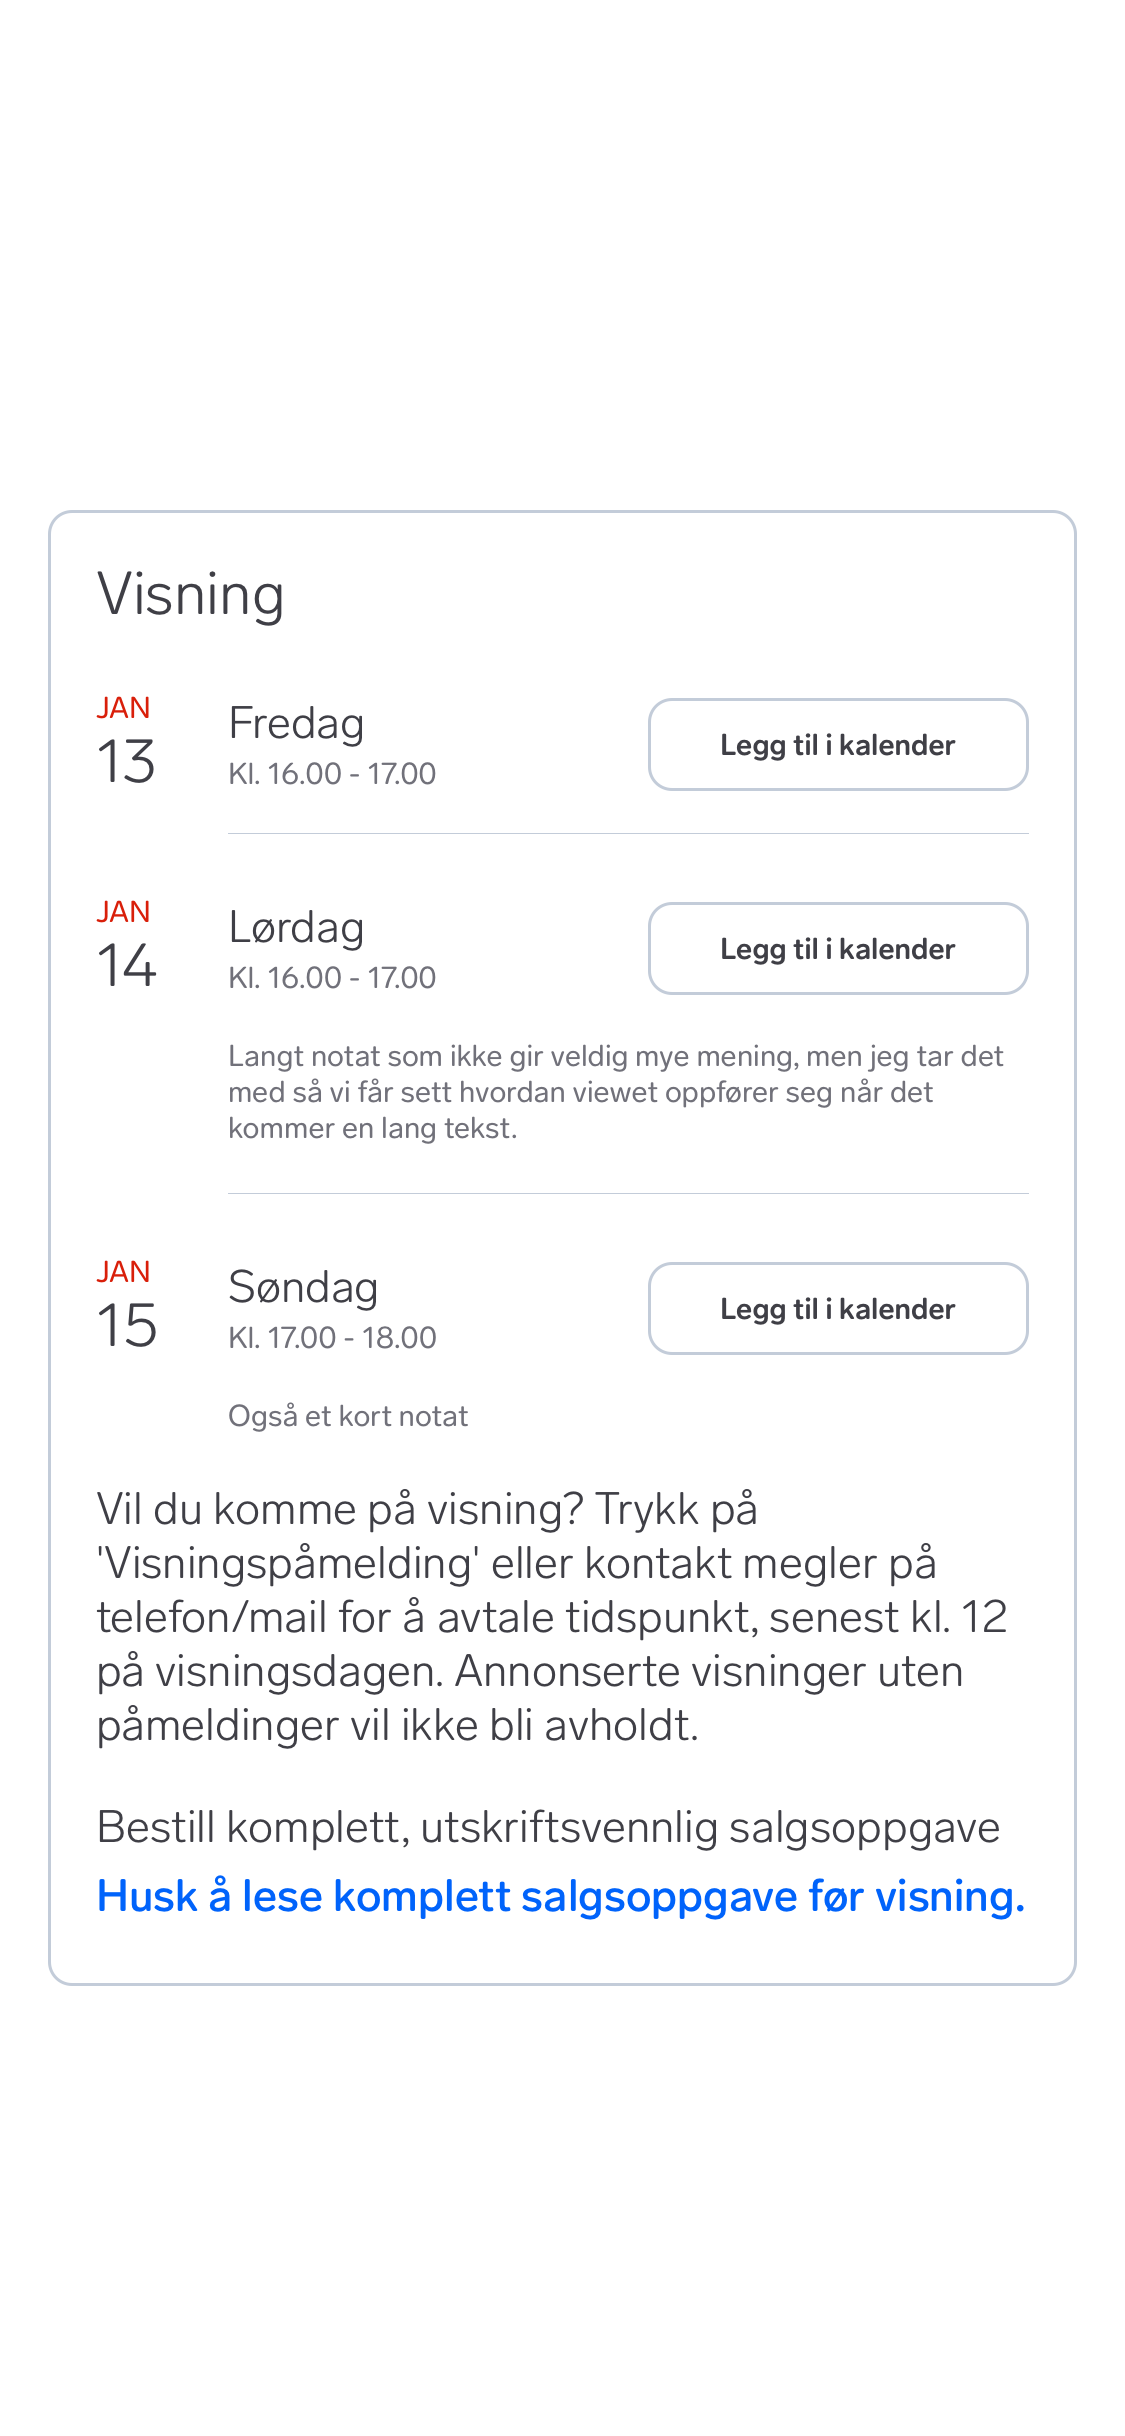 Visning
JAN
13
Fredag
Kl. 16.00 - 17.00
Legg til i kalender
JAN
14
Lørdag
Kl. 16.00 - 17.00
Legg til i kalender
Langt notat som ikke gir veldig mye mening, men jeg tar det
med så vi får sett hvordan viewet oppfører seg når det
kommer en lang tekst.
JAN
15
Søndag
Kl. 17.00 - 18.00
Legg til i kalender
Også et kort notat
Vil du komme på visning? Trykk på
'Visningspåmelding' eller kontakt megler på
telefon/mail for å avtale tidspunkt, senest kl. 12
på visningsdagen. Annonserte visninger uten
påmeldinger vil ikke bli avholdt.
Bestill komplett, utskriftsvennlig salgsoppgave
Husk å lese komplett salgsoppgave før visning.